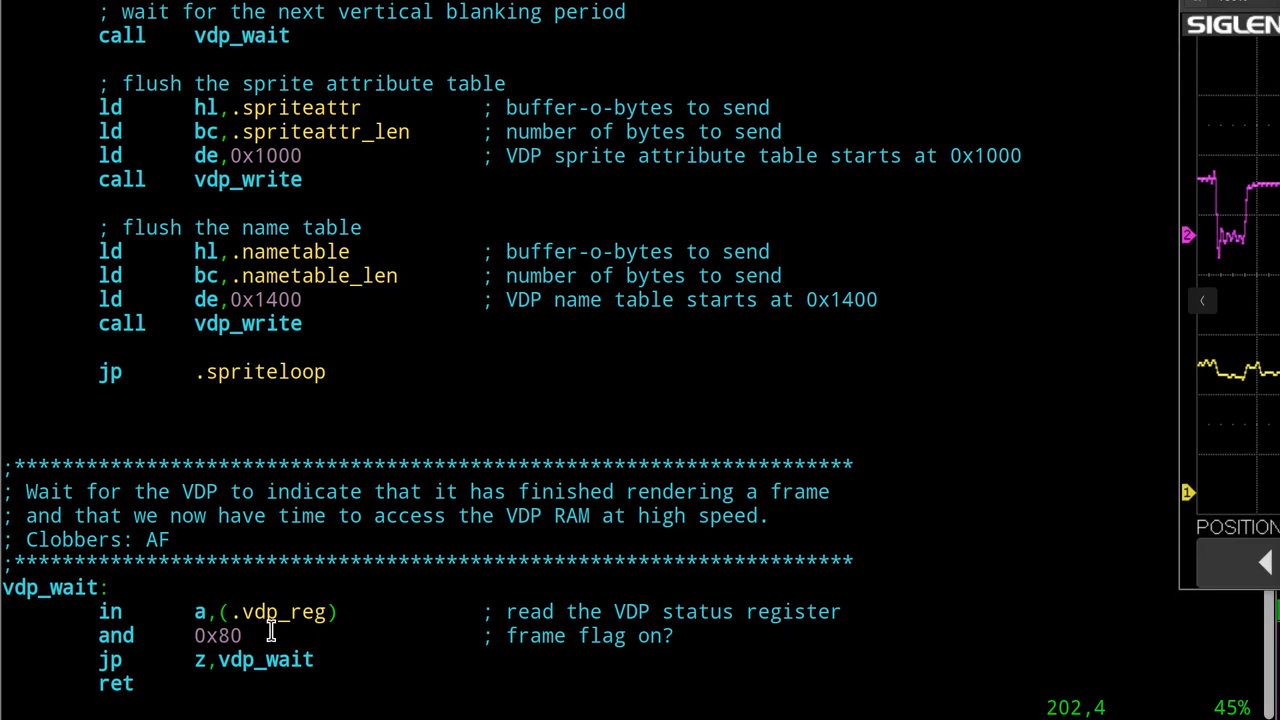 ; wait for the next vertical blanking period
call vdp_wait
; flush the sprite attribute table
ld hl,.spriteattr ; buffer-o-bytes to send
ld bc,.spriteattr_len ; number of bytes to send
ld de,0x1000 ; VDP sprite attribute table starts at 0x1000
call vdp_write
; flush the name table
ld hl,.nametable ; buffer-o-bytes to send
ld bc,.nametable_len ; number of bytes to send
ld de,0x1400 ; VDP name table starts at 0x1400
call vdp_write
jp .spriteloop
;**********************************************************************
; Wait for the VDP to indicate that it has finished rendering a frame
; and that we now have time to access the VDP RAM at high speed.
; Clobbers: AF
;**********************************************************************
vdp_wait:
in a,(.vdp_reg) ; read the VDP status register
and 0x80 ; frame flag on?
jp z,vdp_wait
ret
202,4 45%
SIGLEN
2
1
POSITION